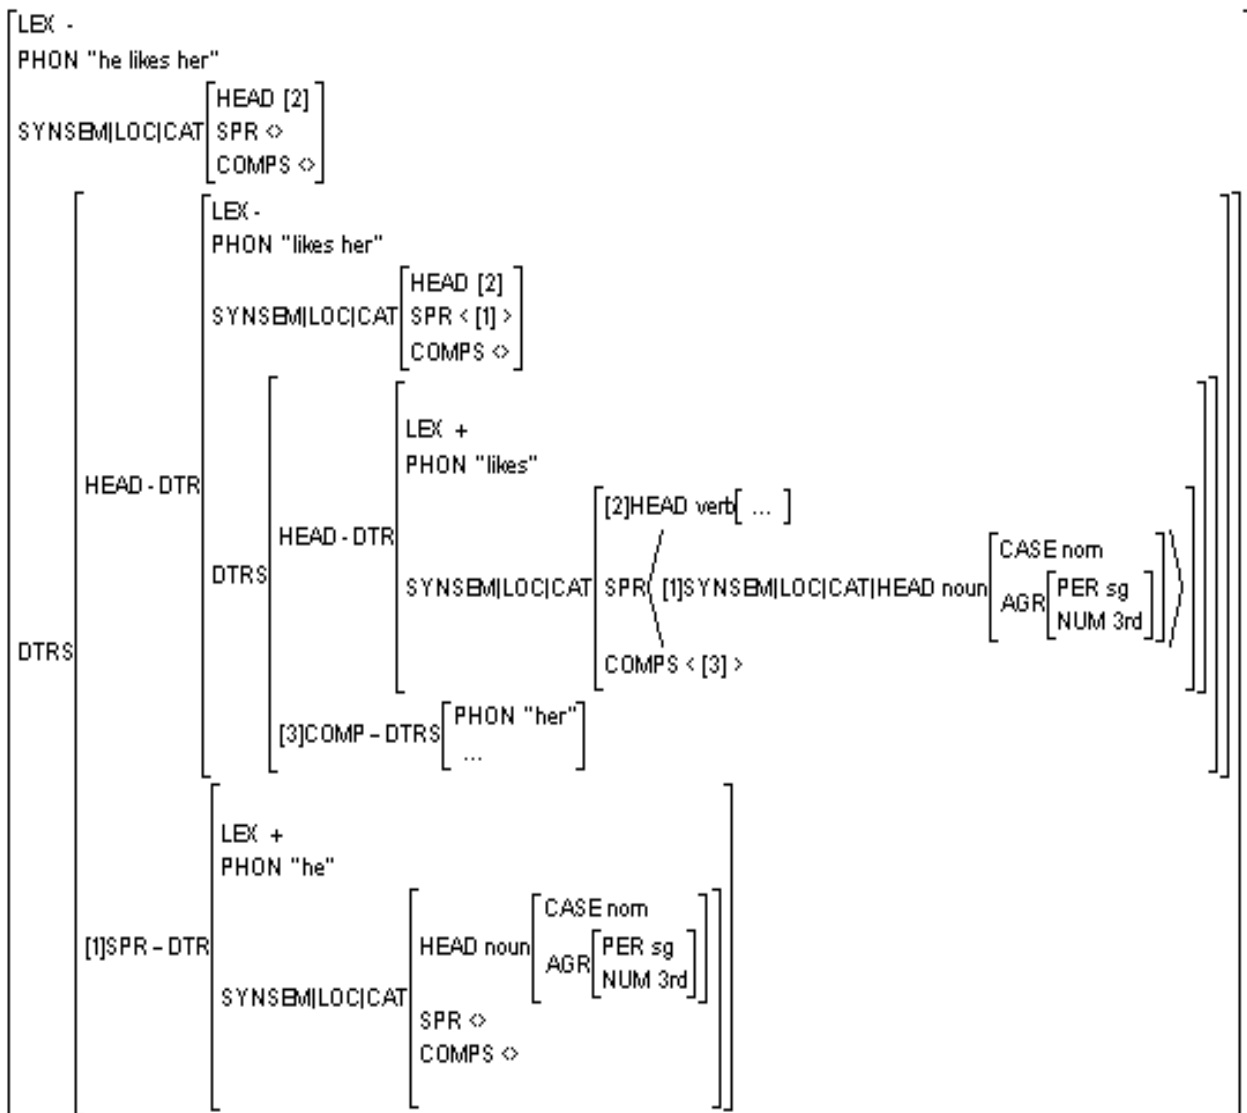 LEX -
PHON "he likes her"
HEAD [2]
SYNSEM|LOC|CAT SPR <>
COMPS <>
LEX -
PHON "likes her"
HEAD [2]
SYNSEM|LOC|CAT SPR < [1] >
COMPS <>
LEX +
PHON "likes"
HEAD - DTR
[2]HEAD verb[ ... ]
HEAD - DTR
CASE nom
DTRS SYNSEM|LOC|CAT SPR < [1]SYNSEM|LOC|CAT|HEAD noun PER sg >
AGR NUM 3rd
DTRS
COMPS < [3] >
[3]COMP – DTRS PHON "her"
...
LEX +
PHON "he"
CASE nom
[1]SPR – DTR HEAD noun PER sg
AGR NUM 3rd
SYNSEM|LOC|CAT
SPR <>
COMPS <>